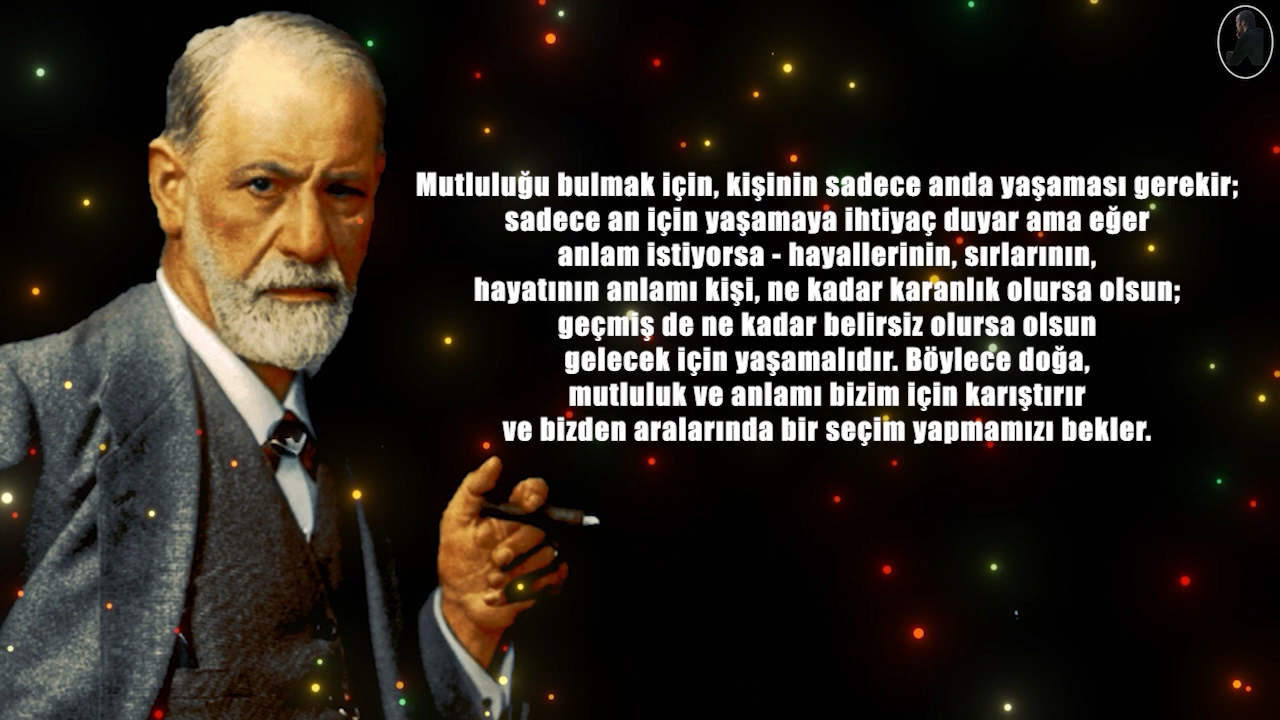 Mutluluğu bulmak için, kişinin sadece anda yaşaması gerekir;
sadece an için yaşamaya ihtiyaç duyar ama eğer
anlam istiyorsa - hayallerinin, sırlarının,
hayatının anlamı kişi, ne kadar karanlık olursa olsun;
geçmiş de ne kadar belirsiz olursa olsun
gelecek için yaşamalıdır. Böylece doğa,
mutluluk ve anlamı bizim için karıştırır
ve bizden aralarında bir seçim yapmamızı bekler.